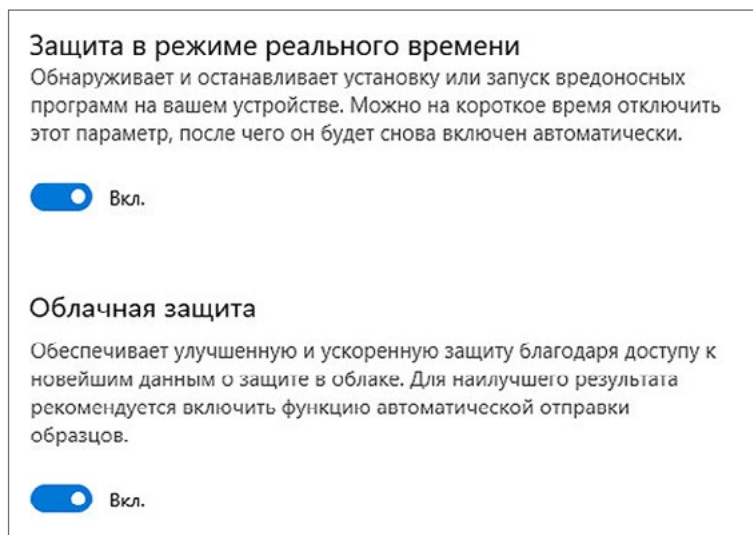 Защита в режиме реального времени
Обнаруживает и останавливает установку или запуск вредоносных
программ на вашем устройстве. Можно на короткое время отключить
этот параметр, после чего он будет снова включен автоматически.
Вкл.
Облачная защита
Обеспечивает улучшенную и ускоренную защиту благодаря доступу к
новейшим данным о защите в облаке. Для наилучшего результата
рекомендуется включить функцию автоматической отправки
образцов.
Вкл.